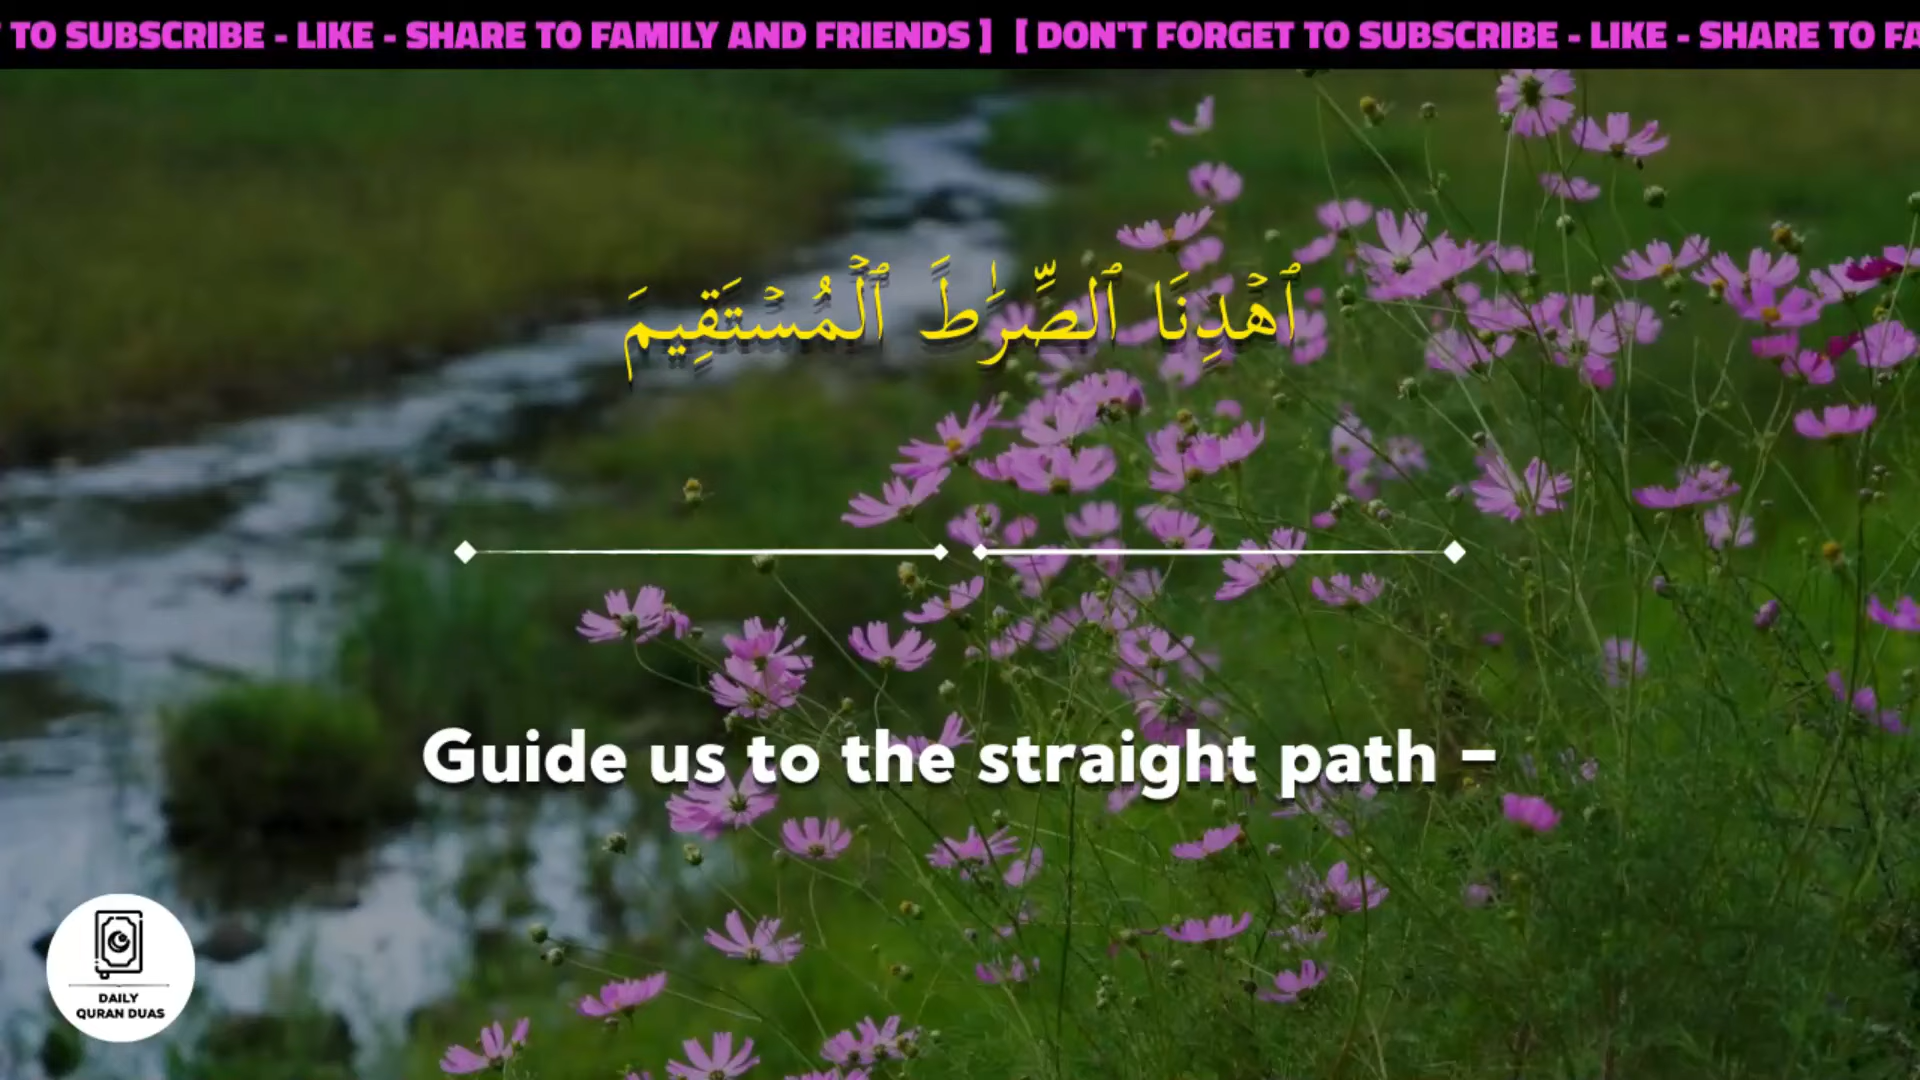 TO SUBSCRIBE - LIKE - SHARE TO FAMILY AND FRIENDS ] [ DON'T FORGET TO SUBSCRIBE - LIKE - SHARE TO FA
ٱهۡدِنَا ٱلصِّرَٰطَ ٱلۡمُسۡتَقِيمَ
Guide us to the straight path –
DAILY
QURAN DUAS